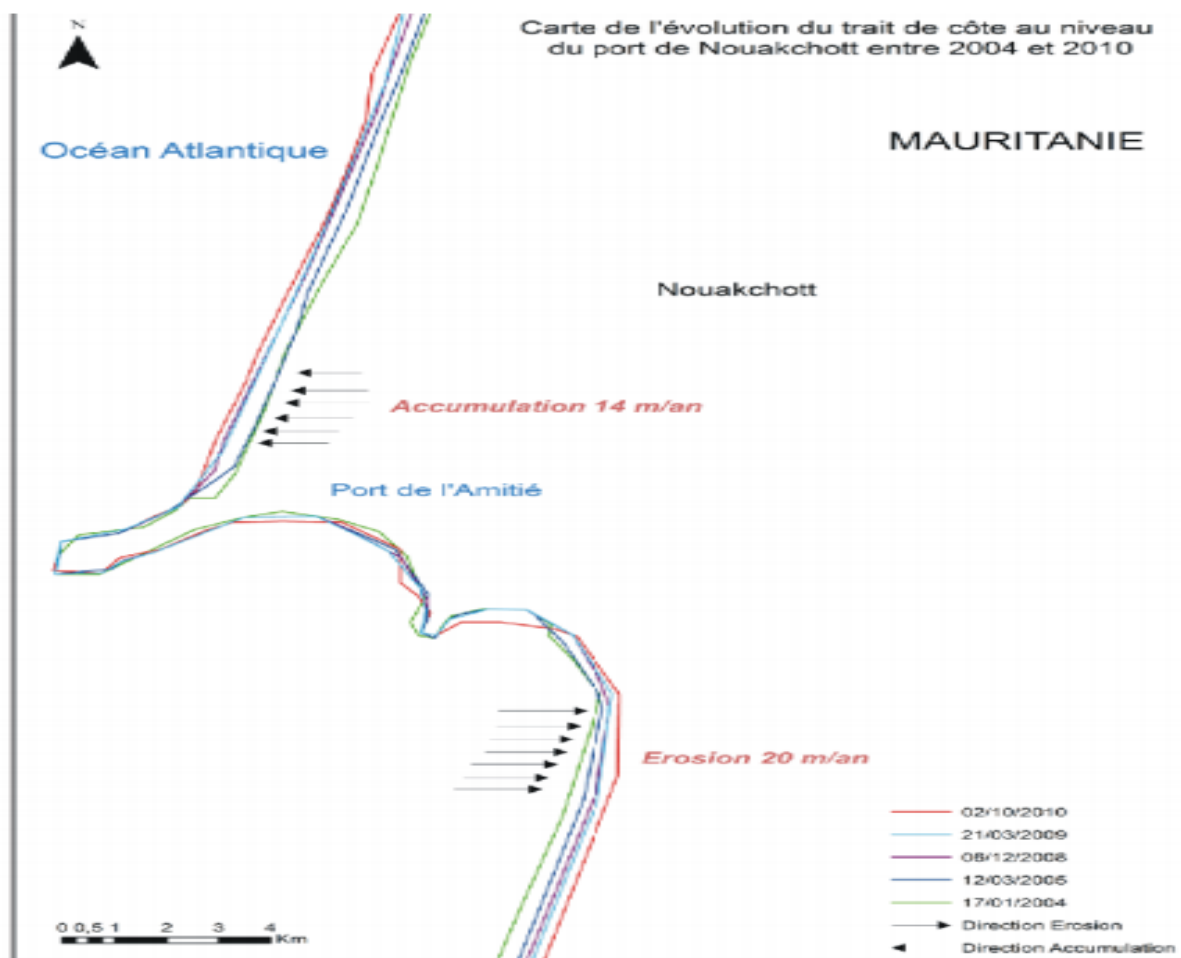 N
Carte de l'évolution du trait de côte au niveau
du port de Nouakchott entre 2004 et 2010
Océan Atlantique
MAURITANIE
Nouakchott
Accumulation 14 m/an
Port de l'Amitié
Erosion 20 m/an
02/10/2010
21/03/2009
08/12/2008
12/03/2005
17/01/2004
Direction Erosion
Direction Accumulation
0 0,5 1 2 3 4
Km